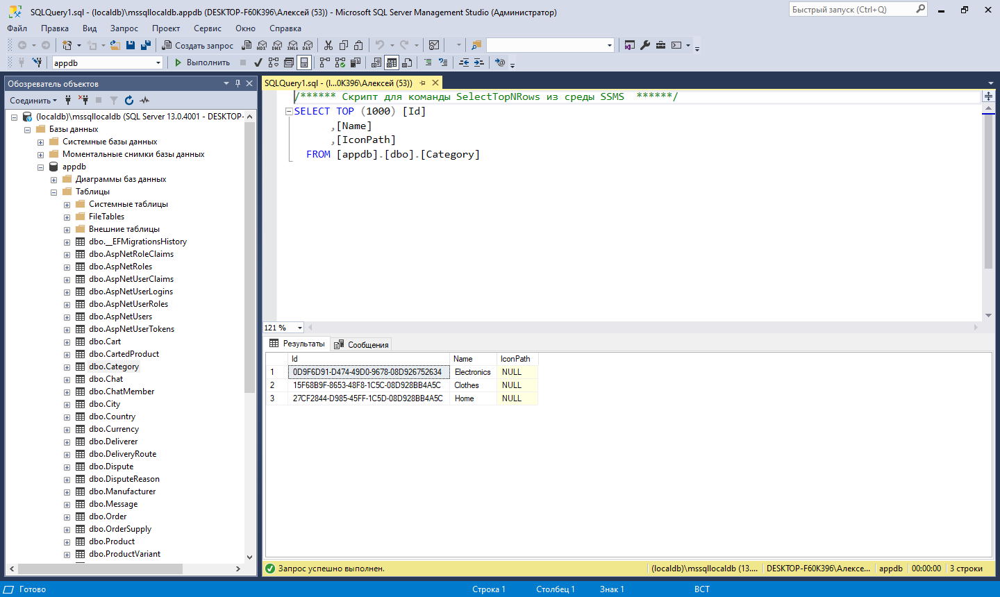 SQLQuery1.sql - (localdb)\mssqllocaldb.appdb (DESKTOP-F60K396\Алексей (53)) - Microsoft SQL Server Management Studio (Администратор)
Быстрый запуск (Ctrl+Q)
Файл Правка Вид Запрос Проект Сервис Окно Справка
Создать запрос MDX DMX XMLA DAX
appdb Выполнить
Обозреватель объектов
Соединить
(localdb)\mssqllocaldb (SQL Server 13.0.4001 - DESKTOP-
Базы данных
Системные базы данных
Моментальные снимки базы данных
appdb
Диаграммы баз данных
Таблицы
Системные таблицы
FileTables
Внешние таблицы
dbo.__EFMigrationsHistory
dbo.AspNetRoleClaims
dbo.AspNetRoles
dbo.AspNetUserClaims
dbo.AspNetUserLogins
dbo.AspNetUserRoles
dbo.AspNetUsers
dbo.AspNetUserTokens
dbo.Cart
dbo.CartedProduct
dbo.Category
dbo.Chat
dbo.ChatMember
dbo.City
dbo.Country
dbo.Currency
dbo.Deliverer
dbo.DeliveryRoute
dbo.Dispute
dbo.DisputeReason
dbo.Manufacturer
dbo.Message
dbo.Order
dbo.OrderSupply
dbo.Product
dbo.ProductVariant
SQLQuery1.sql - (l...0K396\Алексей (53))
/****** Скрипт для команды SelectTopNRows из среды SSMS  ******/
SELECT TOP (1000) [Id]
,[Name]
,[IconPath]
FROM [appdb].[dbo].[Category]
121 %
Результаты Сообщения
Id Name IconPath
1 0D9F6D91-D474-49D0-9678-08D926752634 Electronics NULL
2 15F68B9F-8653-48F8-1C5C-08D928BB4A5C Clothes NULL
3 27CF2844-D985-45FF-1C5D-08D928BB4A5C Home NULL
Запрос успешно выполнен. (localdb)\mssqllocaldb (13.... DESKTOP-F60K396\Алексе... appdb 00:00:00 3 строки
Готово Строка 1 Столбец 1 Знак 1 ВСТ